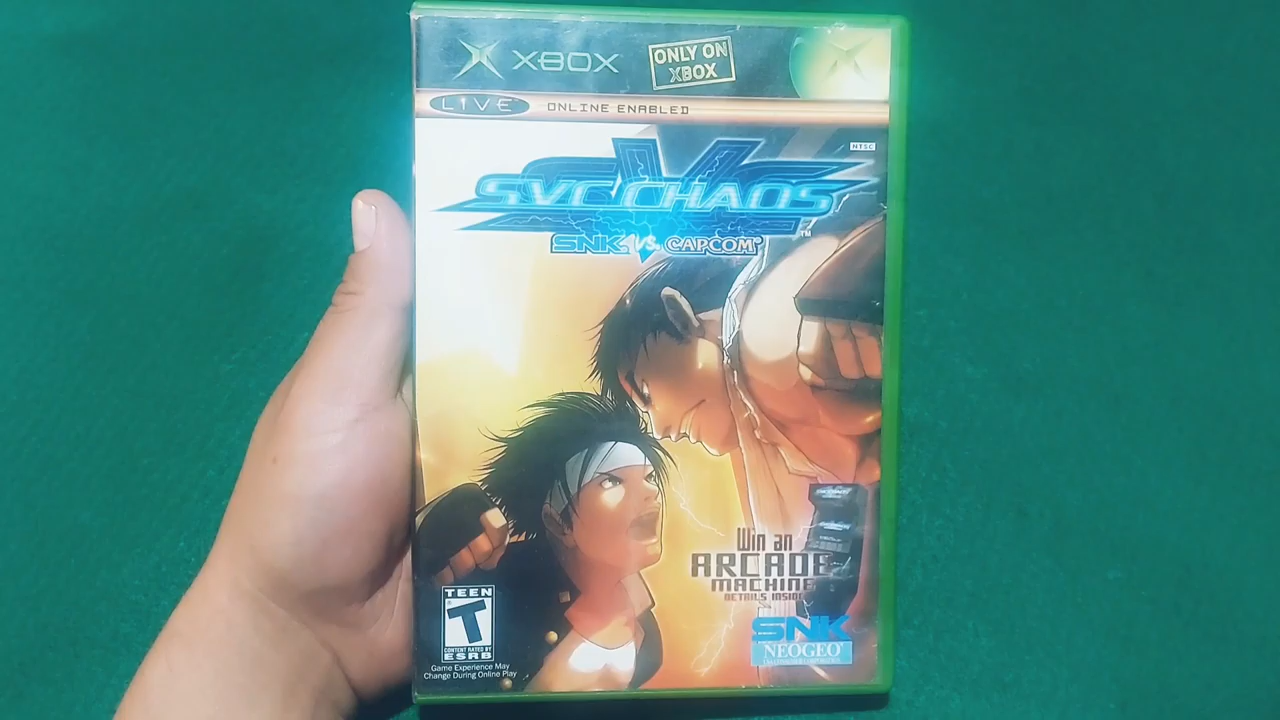 XBOX
ONLY ON
XBOX
LIVE
ONLINE ENABLED
NTSC
SVC CHAOS
TM
SNK VS. CAPCOM
Win an
ARCADE
MACHINE
DETAILS INSIDE
TEEN
T
CONTENT RATED BY
ESRB
Game Experience May
Change During Online Play
SNK
NEOGEO